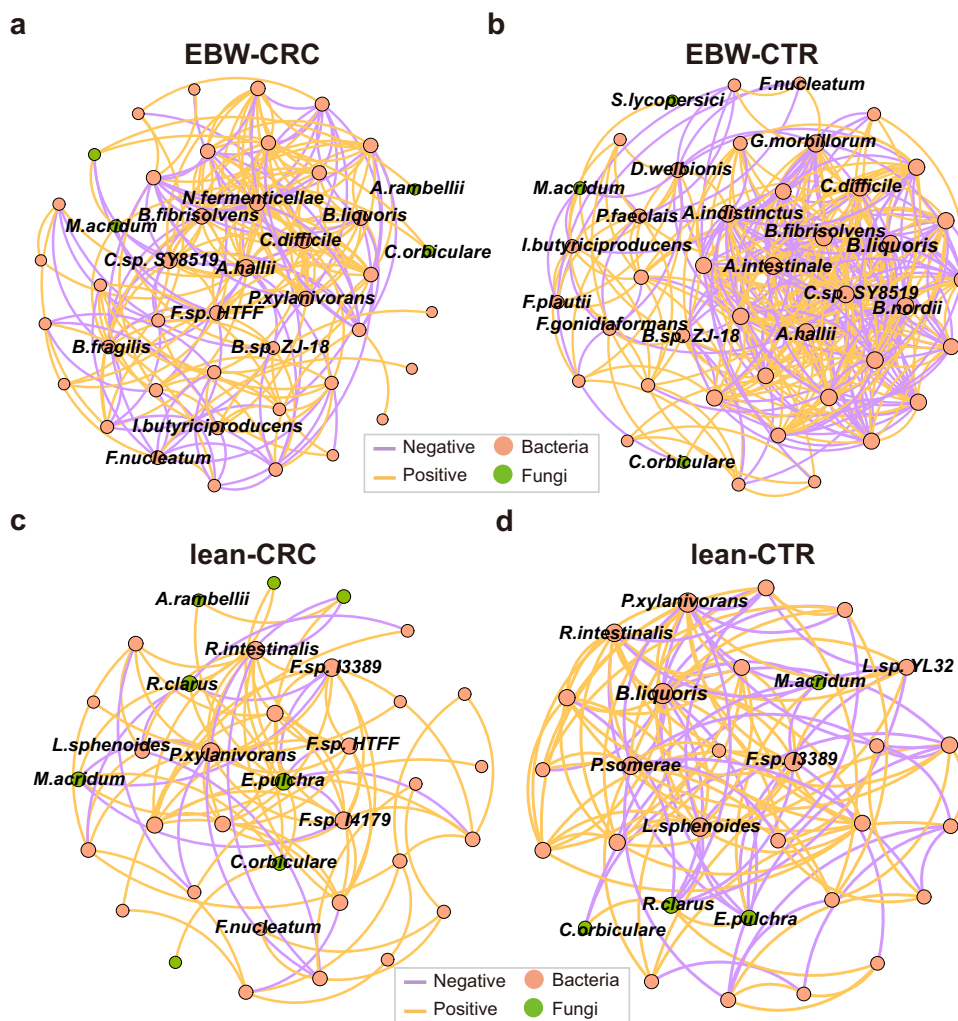 a
EBW-CRC
N.fermenticellae
A.rambellii
M.acridum
B.fibrisolvens
B.liquoris
C.difficile
C.orbiculare
C.sp. SY8519
A.hallii
P.xylanivorans
F.sp. HTFF
B.fragilis
B.sp. ZJ-18
I.butyriciproducens
F.nucleatum
b
EBW-CTR
F.nucleatum
S.lycopersici
G.morbillorum
D.welbionis
M.acridum
C.difficile
P.faeclais
A.indistinctus
B.fibrisolvens
I.butyriciproducens
B.liquoris
A.intestinale
C.sp. SY8519
F.plautii
B.nordii
F.gonidiaformans
B.sp. ZJ-18
A.hallii
C.orbiculare
Negative
Bacteria
Positive
Fungi
c
lean-CRC
A.rambellii
R.intestinalis
F.sp. I3389
R.clarus
L.sphenoides
P.xylanivorans
F.sp. HTFF
M.acridum
E.pulchra
F.sp. I4179
C.orbiculare
F.nucleatum
d
lean-CTR
P.xylanivorans
R.intestinalis
L.sp. YL32
M.acridum
B.liquoris
P.somerae
F.sp. I3389
L.sphenoides
R.clarus
E.pulchra
C.orbiculare
Negative
Bacteria
Positive
Fungi